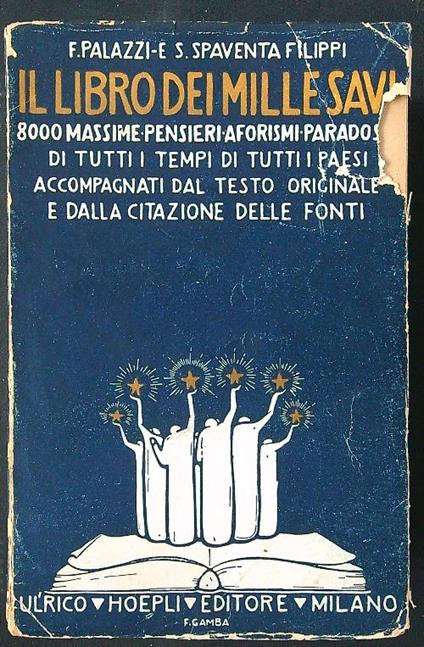 F. PALAZZI-E S. SPAVENTA FILIPPI
IL LIBRO DEI MILLE SAVI
8000 MASSIME·PENSIERI·AFORISMI·PARADOS
DI TUTTI I TEMPI DI TUTTI I PAESI
ACCOMPAGNATI DAL TESTO ORIGINALE
E DALLA CITAZIONE DELLE FONTI
ULRICO ▾ HOEPLI ▾ EDITORE ▾ MILANO
F. GAMBA